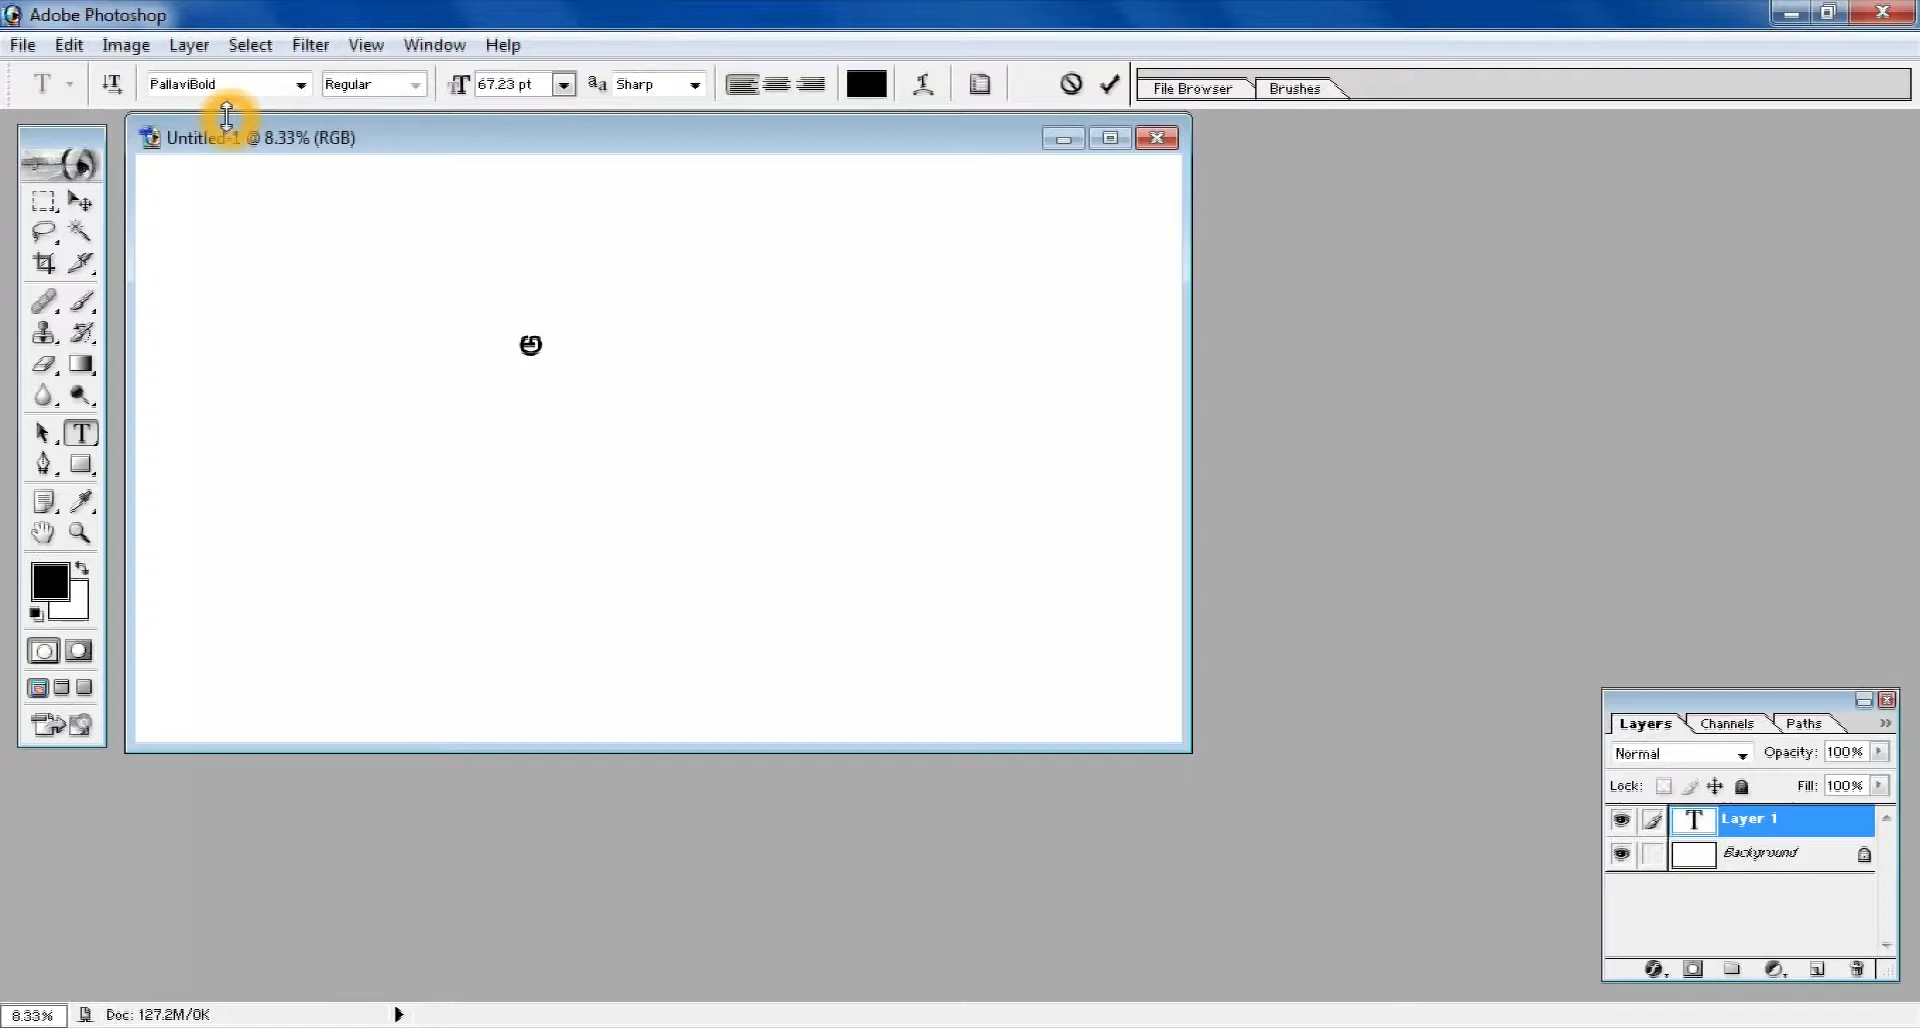 Adobe Photoshop
File Edit Image Layer Select Filter View Window Help
PallaviBold Regular 67.23 pt Sharp File Browser Brushes
Untitled-1 @ 8.33% (RGB)
Layers Channels Paths
Normal Opacity: 100%
Lock: Fill: 100%
Layer 1
Background
8.33% Doc: 127.2M/0K